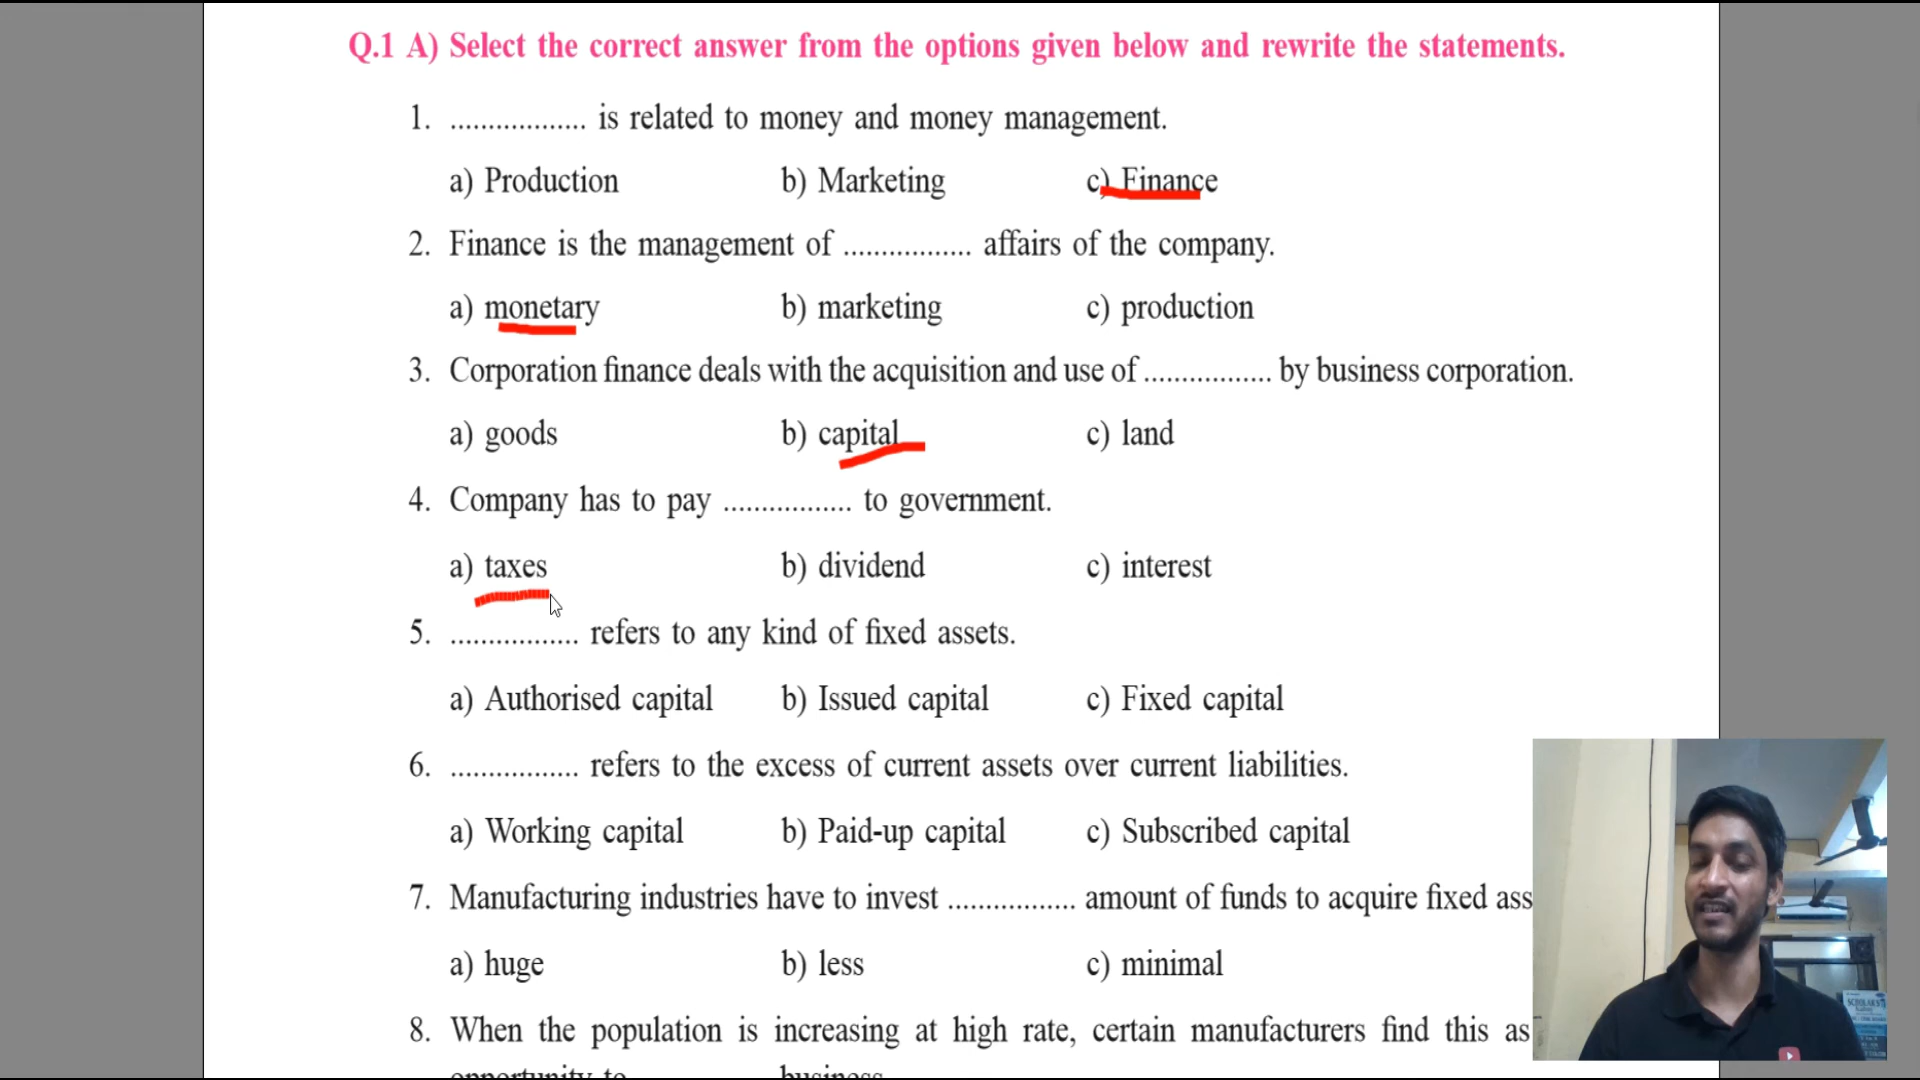 Q.1 A) Select the correct answer from the options given below and rewrite the statements.
1. .................. is related to money and money management.
a) Production b) Marketing c) Finance
2. Finance is the management of ................. affairs of the company.
a) monetary b) marketing c) production
3. Corporation finance deals with the acquisition and use of ................. by business corporation.
a) goods b) capital c) land
4. Company has to pay ................. to government.
a) taxes b) dividend c) interest
5. ................. refers to any kind of fixed assets.
a) Authorised capital b) Issued capital c) Fixed capital
6. ................. refers to the excess of current assets over current liabilities.
a) Working capital b) Paid-up capital c) Subscribed capital
7. Manufacturing industries have to invest ................. amount of funds to acquire fixed ass
a) huge b) less c) minimal
8. When the population is increasing at high rate, certain manufacturers find this as
opportunity to business
SCHOLAR'S